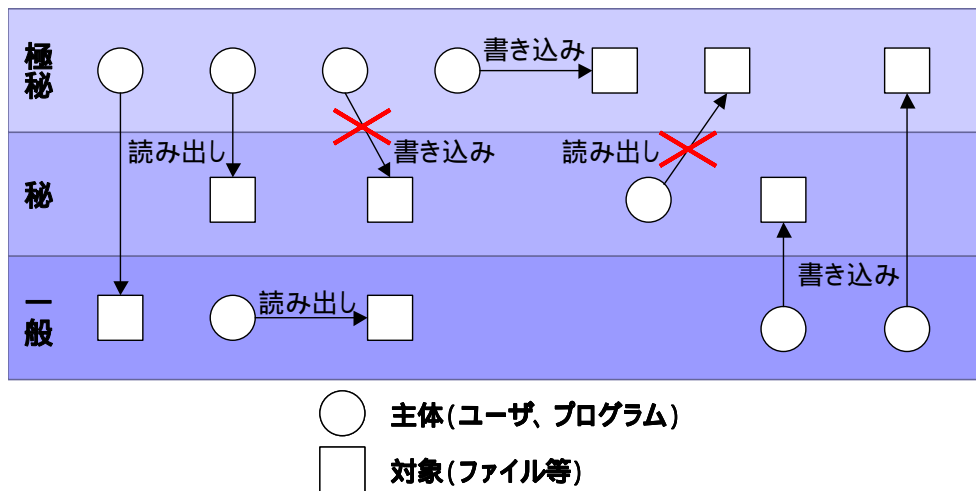 極秘
書き込み
読み出し
書き込み
読み出し
秘
書き込み
一般
読み出し
主体(ユーザ、プログラム)
対象(ファイル等)